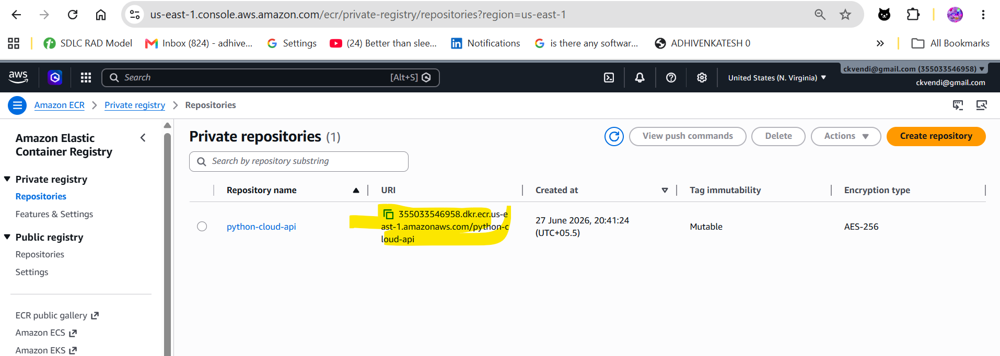 us-east-1.console.aws.amazon.com/ecr/private-registry/repositories?region=us-east-1
SDLC RAD Model
Inbox (824) - adhive...
Settings
(24) Better than slee...
Notifications
is there any softwar...
ADHIVENKATESH 0
All Bookmarks
aws
Search
[Alt+S]
United States (N. Virginia)
ckvendi@gmail.com (355033546958)
ckvendi@gmail.com
Amazon ECR
Private registry
Repositories
Amazon Elastic
Container Registry
Private registry
Repositories
Features & Settings
Public registry
Repositories
Settings
ECR public gallery
Amazon ECS
Amazon EKS
Private repositories (1)
View push commands
Delete
Actions
Create repository
Search by repository substring
Repository name
URI
Created at
Tag immutability
Encryption type
python-cloud-api
355033546958.dkr.ecr.us-e
ast-1.amazonaws.com/python-c
loud-api
27 June 2026, 20:41:24
(UTC+05.5)
Mutable
AES-256